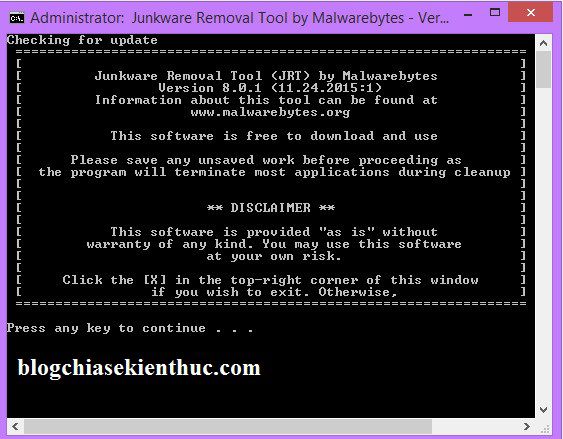 Administrator: Junkware Removal Tool by Malwarebytes - Ver...
Checking for update
Junkware Removal Tool (JRT) by Malwarebytes
Version 8.0.1 (11.24.2015:1)
Information about this tool can be found at
www.malwarebytes.org
This software is free to download and use
Please save any unsaved work before proceeding as
the program will terminate most applications during cleanup
** DISCLAIMER **
This software is provided "as is" without
warranty of any kind. You may use this software
at your own risk.
Click the [X] in the top-right corner of this window
if you wish to exit. Otherwise,
Press any key to continue . . .
blogchiasekienthuc.com